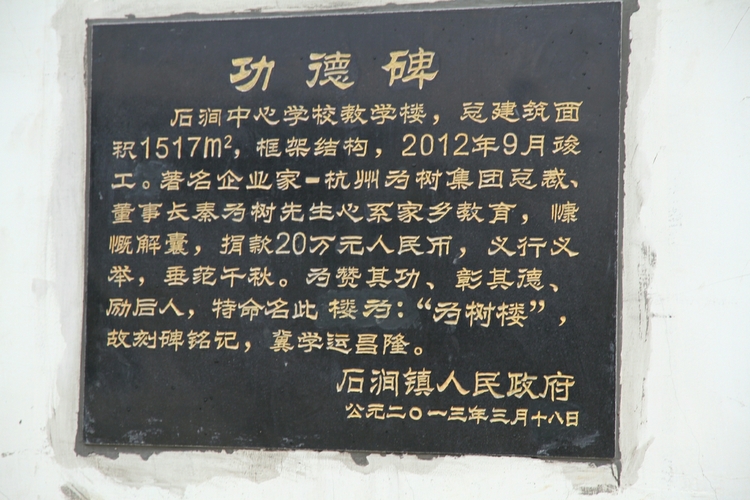 功德碑
石涧中心学校教学楼，总建筑面
积1517m²，框架结构，2012年9月竣
工。著名企业家-杭州为树集团总裁、
董事长秦为树先生心系家乡教育，慷
慨解囊，捐款20万元人民币，义行义
举，垂范千秋。为赞其功、彰其德、
励后人，特命名此 楼为：“为树楼”，
故刻碑铭记，冀学运昌隆。
石涧镇人民政府
公元二〇一三年三月十八日